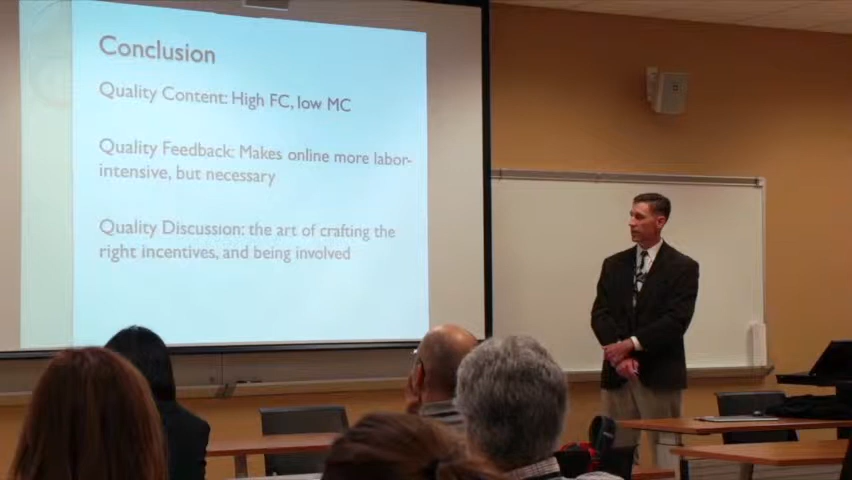 Conclusion
Quality Content: High FC, low MC
Quality Feedback: Makes online more labor-
intensive, but necessary
Quality Discussion: the art of crafting the
right incentives, and being involved